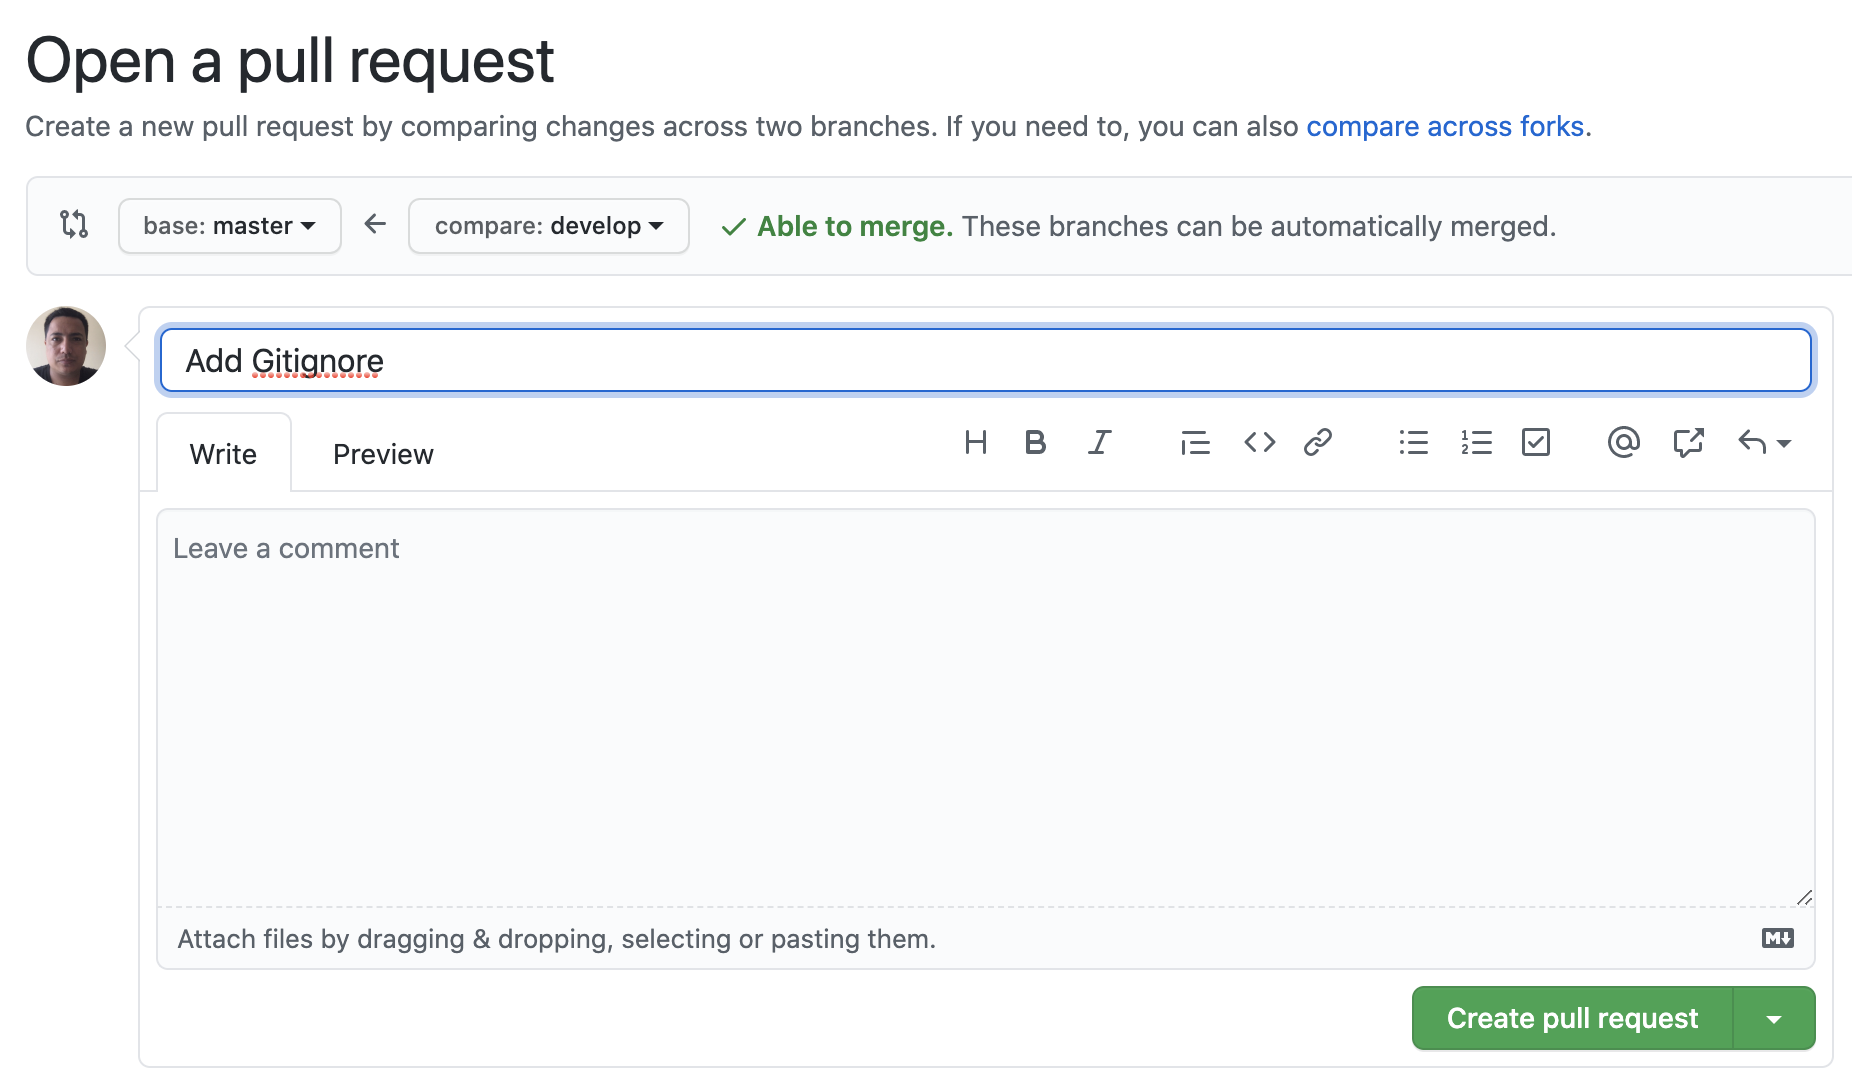 Open a pull request
Create a new pull request by comparing changes across two branches. If you need to, you can also compare across forks.
base: master compare: develop Able to merge. These branches can be automatically merged.
Add Gitignore
Write Preview
Leave a comment
Attach files by dragging & dropping, selecting or pasting them.
Create pull request